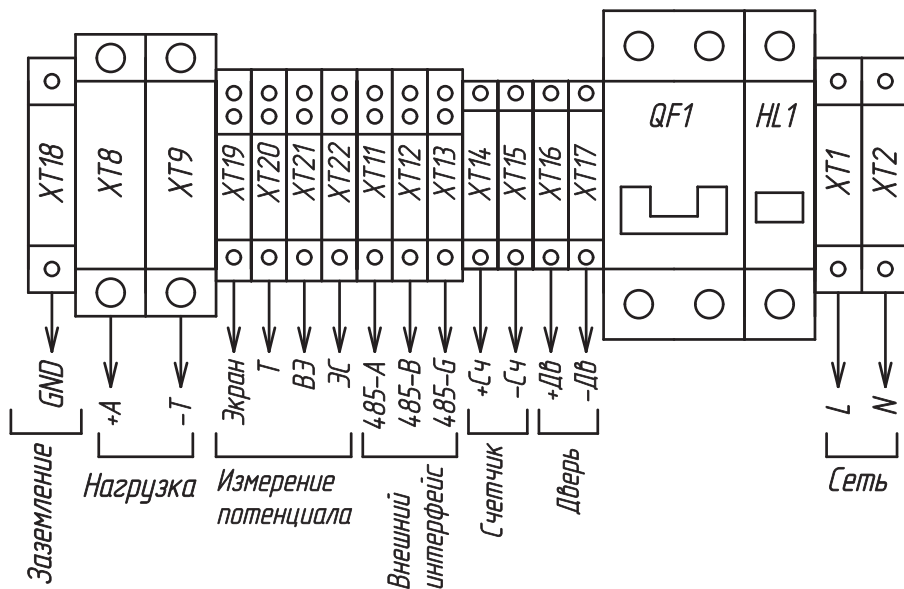 XT18
XT8
XT9
XT19
XT20
XT21
XT22
XT11
XT12
XT13
XT14
XT15
XT16
XT17
QF1
HL1
XT1
XT2
GND
+А
-Т
Экран
Т
ВЭ
ЭС
485-А
485-В
485-G
+Сч
-Сч
+Дв
-Дв
L
N
Заземление
Нагрузка
Измерение
потенциала
Внешний
интерфейс
Счетчик
Дверь
Сеть